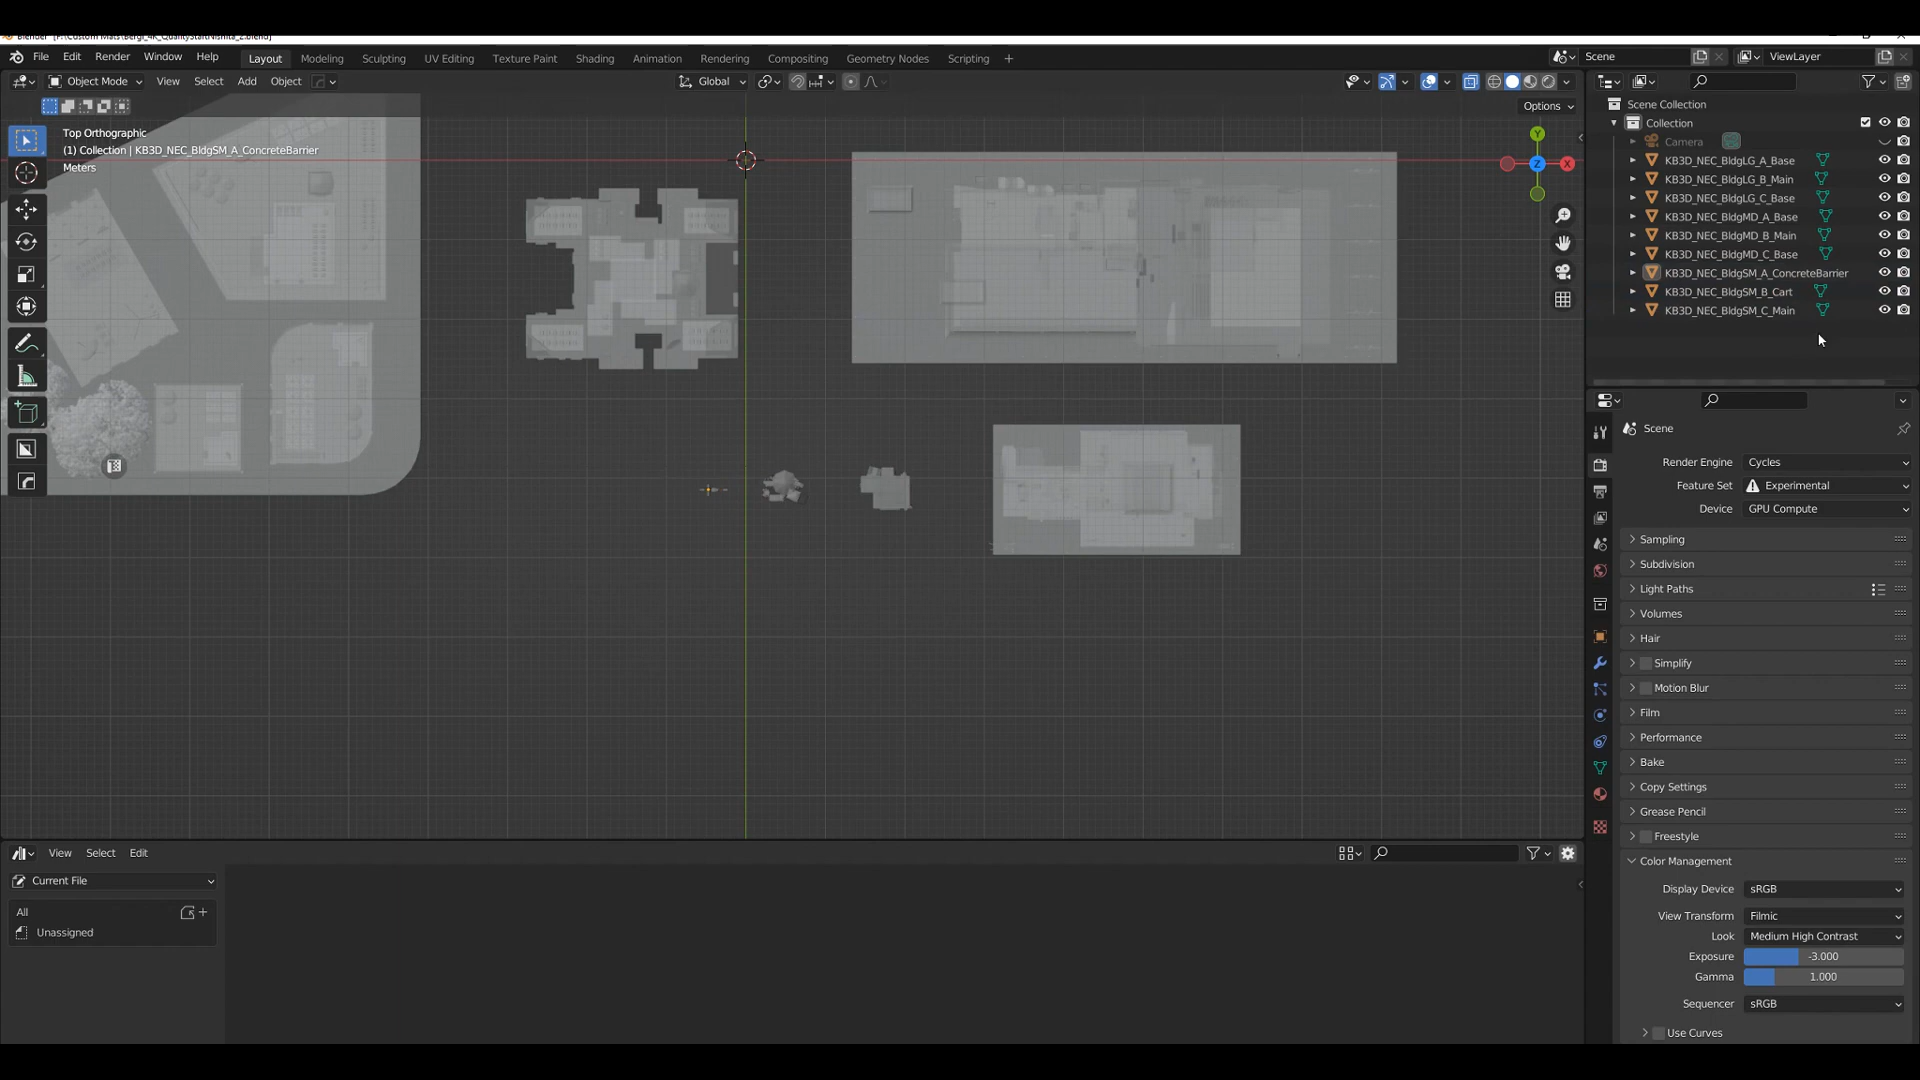 Blender [F:\Custom Mats\Bergi_4K_QualityStartNishita_2.blend]
File Edit Render Window Help
Layout Modeling Sculpting UV Editing Texture Paint Shading Animation Rendering Compositing Geometry Nodes Scripting +
Scene
ViewLayer
Object Mode View Select Add Object
Global
Options
Top Orthographic
(1) Collection | KB3D_NEC_BldgSM_A_ConcreteBarrier
Meters
Y
X
Z
Scene Collection
Collection
Camera
KB3D_NEC_BldgLG_A_Base
KB3D_NEC_BldgLG_B_Main
KB3D_NEC_BldgLG_C_Base
KB3D_NEC_BldgMD_A_Base
KB3D_NEC_BldgMD_B_Main
KB3D_NEC_BldgMD_C_Base
KB3D_NEC_BldgSM_A_ConcreteBarrier
KB3D_NEC_BldgSM_B_Cart
KB3D_NEC_BldgSM_C_Main
Scene
Render Engine Cycles
Feature Set Experimental
Device GPU Compute
Sampling
Subdivision
Light Paths
Volumes
Hair
Simplify
Motion Blur
Film
Performance
Bake
Copy Settings
Grease Pencil
Freestyle
Color Management
Display Device sRGB
View Transform Filmic
Look Medium High Contrast
Exposure -3.000
Gamma 1.000
Sequencer sRGB
Use Curves
View Select Edit
Current File
All
Unassigned